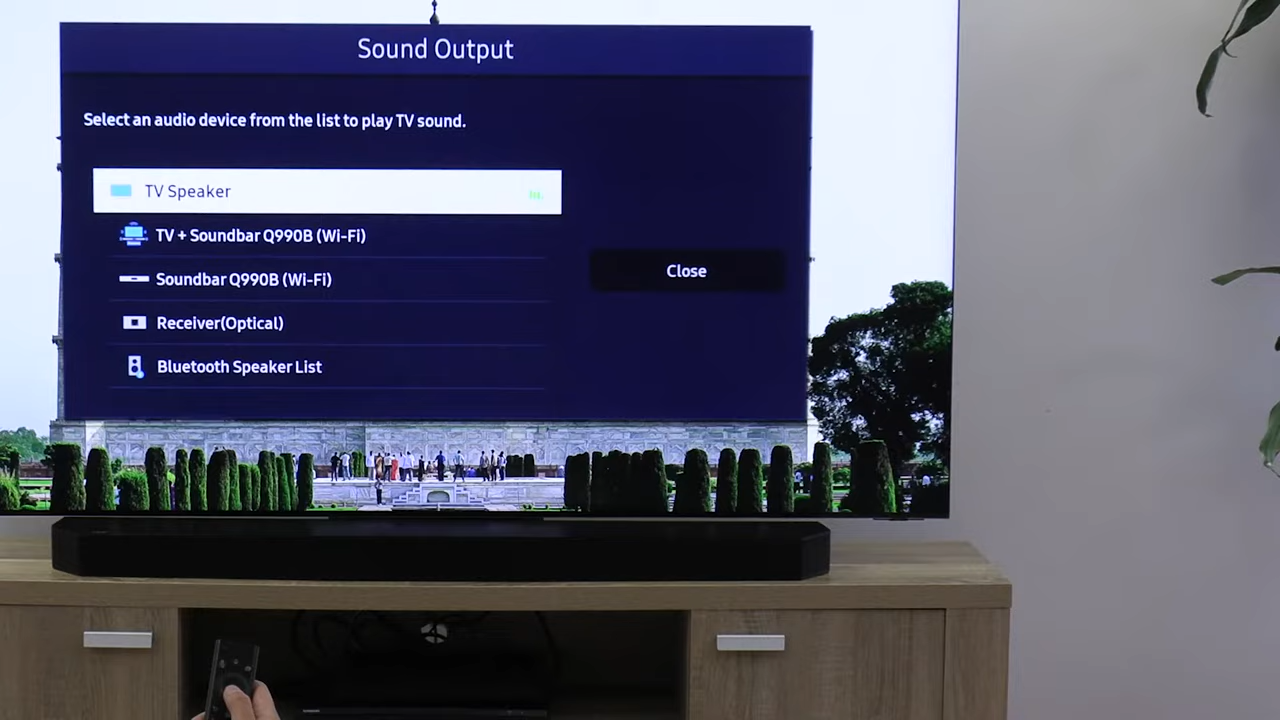 Sound Output
Select an audio device from the list to play TV sound.
TV Speaker
TV + Soundbar Q990B (Wi-Fi)
Soundbar Q990B (Wi-Fi)
Close
Receiver(Optical)
Bluetooth Speaker List